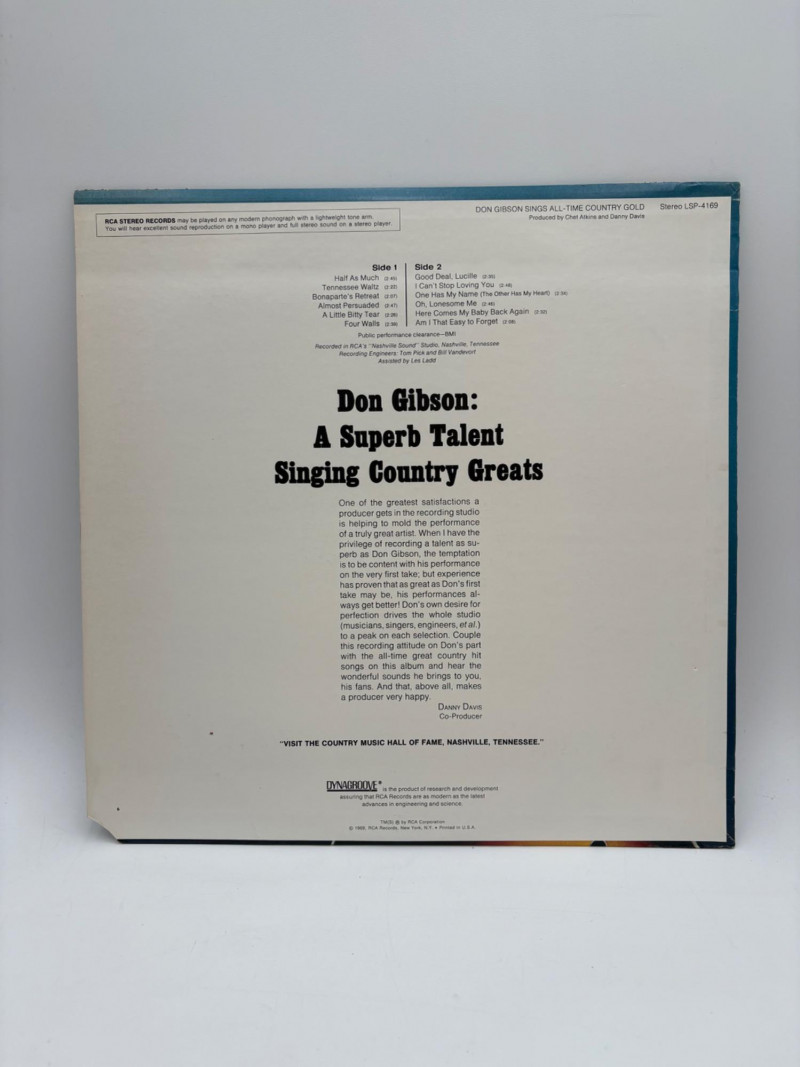 RCA STEREO RECORDS may be played on any modern phonograph with a lightweight tone arm.
You will hear excellent sound reproduction on a mono player and full stereo sound on a stereo player.
DON GIBSON SINGS ALL-TIME COUNTRY GOLD Stereo LSP-4169
Produced by Chet Atkins and Danny Davis
Side 1
Half As Much
Tennessee Waltz
Bonaparte's Retreat
Almost Persuaded
A Little Bitty Tear
Four Walls
Side 2
Good Deal, Lucille
I Can't Stop Loving You
One Has My Name (The Other Has My Heart)
Oh, Lonesome Me
Here Comes My Baby Back Again
Am I That Easy to Forget
Public performance clearance—BMI
Recorded in RCA's "Nashville Sound" Studio, Nashville, Tennessee
Recording Engineers: Tom Pick and Bill Vandevort
Assisted by Les Ladd
Don Gibson:
A Superb Talent
Singing Country Greats
One of the greatest satisfactions a
producer gets in the recording studio
is helping to mold the performance
of a truly great artist. When I have the
privilege of recording a talent as su-
perb as Don Gibson, the temptation
is to be content with his performance
on the very first take; but experience
has proven that as great as Don's first
take may be, his performances al-
ways get better! Don's own desire for
perfection drives the whole studio
(musicians, singers, engineers, et al.)
to a peak on each selection. Couple
this recording attitude on Don's part
with the all-time great country hit
songs on this album and hear the
wonderful sounds he brings to you,
his fans. And that, above all, makes
a producer very happy.
DANNY DAVIS
Co-Producer
"VISIT THE COUNTRY MUSIC HALL OF FAME, NASHVILLE, TENNESSEE."
DYNAGROOVE® is the product of research and development
assuring that RCA Records are as modern as the latest
advances in engineering and science.
by RCA Corporation
RCA Records, New York, N.Y. • Printed in U.S.A.